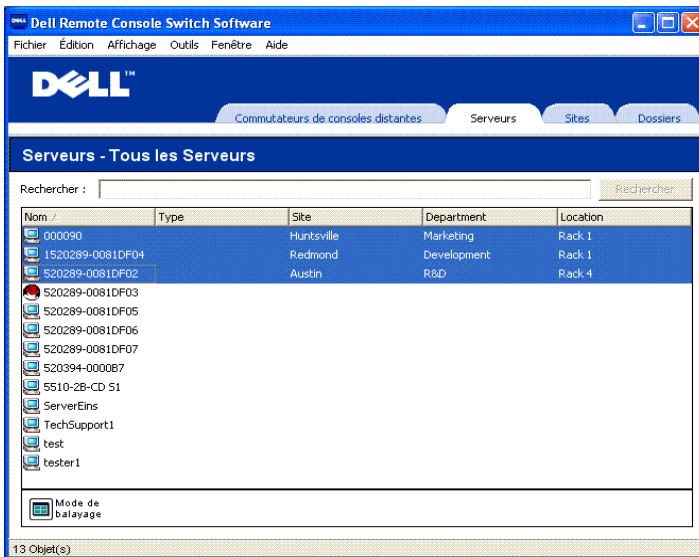 Dell Remote Console Switch Software
Fichier Édition Affichage Outils Fenêtre Aide
DELL™
Commutateurs de consoles distantes Serveurs Sites Dossiers
Serveurs - Tous les Serveurs
Rechercher : Rechercher
Nom Type Site Department Location
000090 Huntsville Marketing Rack 1
1520289-0081DF04 Redmond Development Rack 1
520289-0081DF02 Austin R&D Rack 4
520289-0081DF03
520289-0081DF05
520289-0081DF06
520289-0081DF07
520394-0000B7
5510-2B-CD S1
ServerEins
TechSupport1
test
tester1
Mode de
balayage
13 Objet(s)